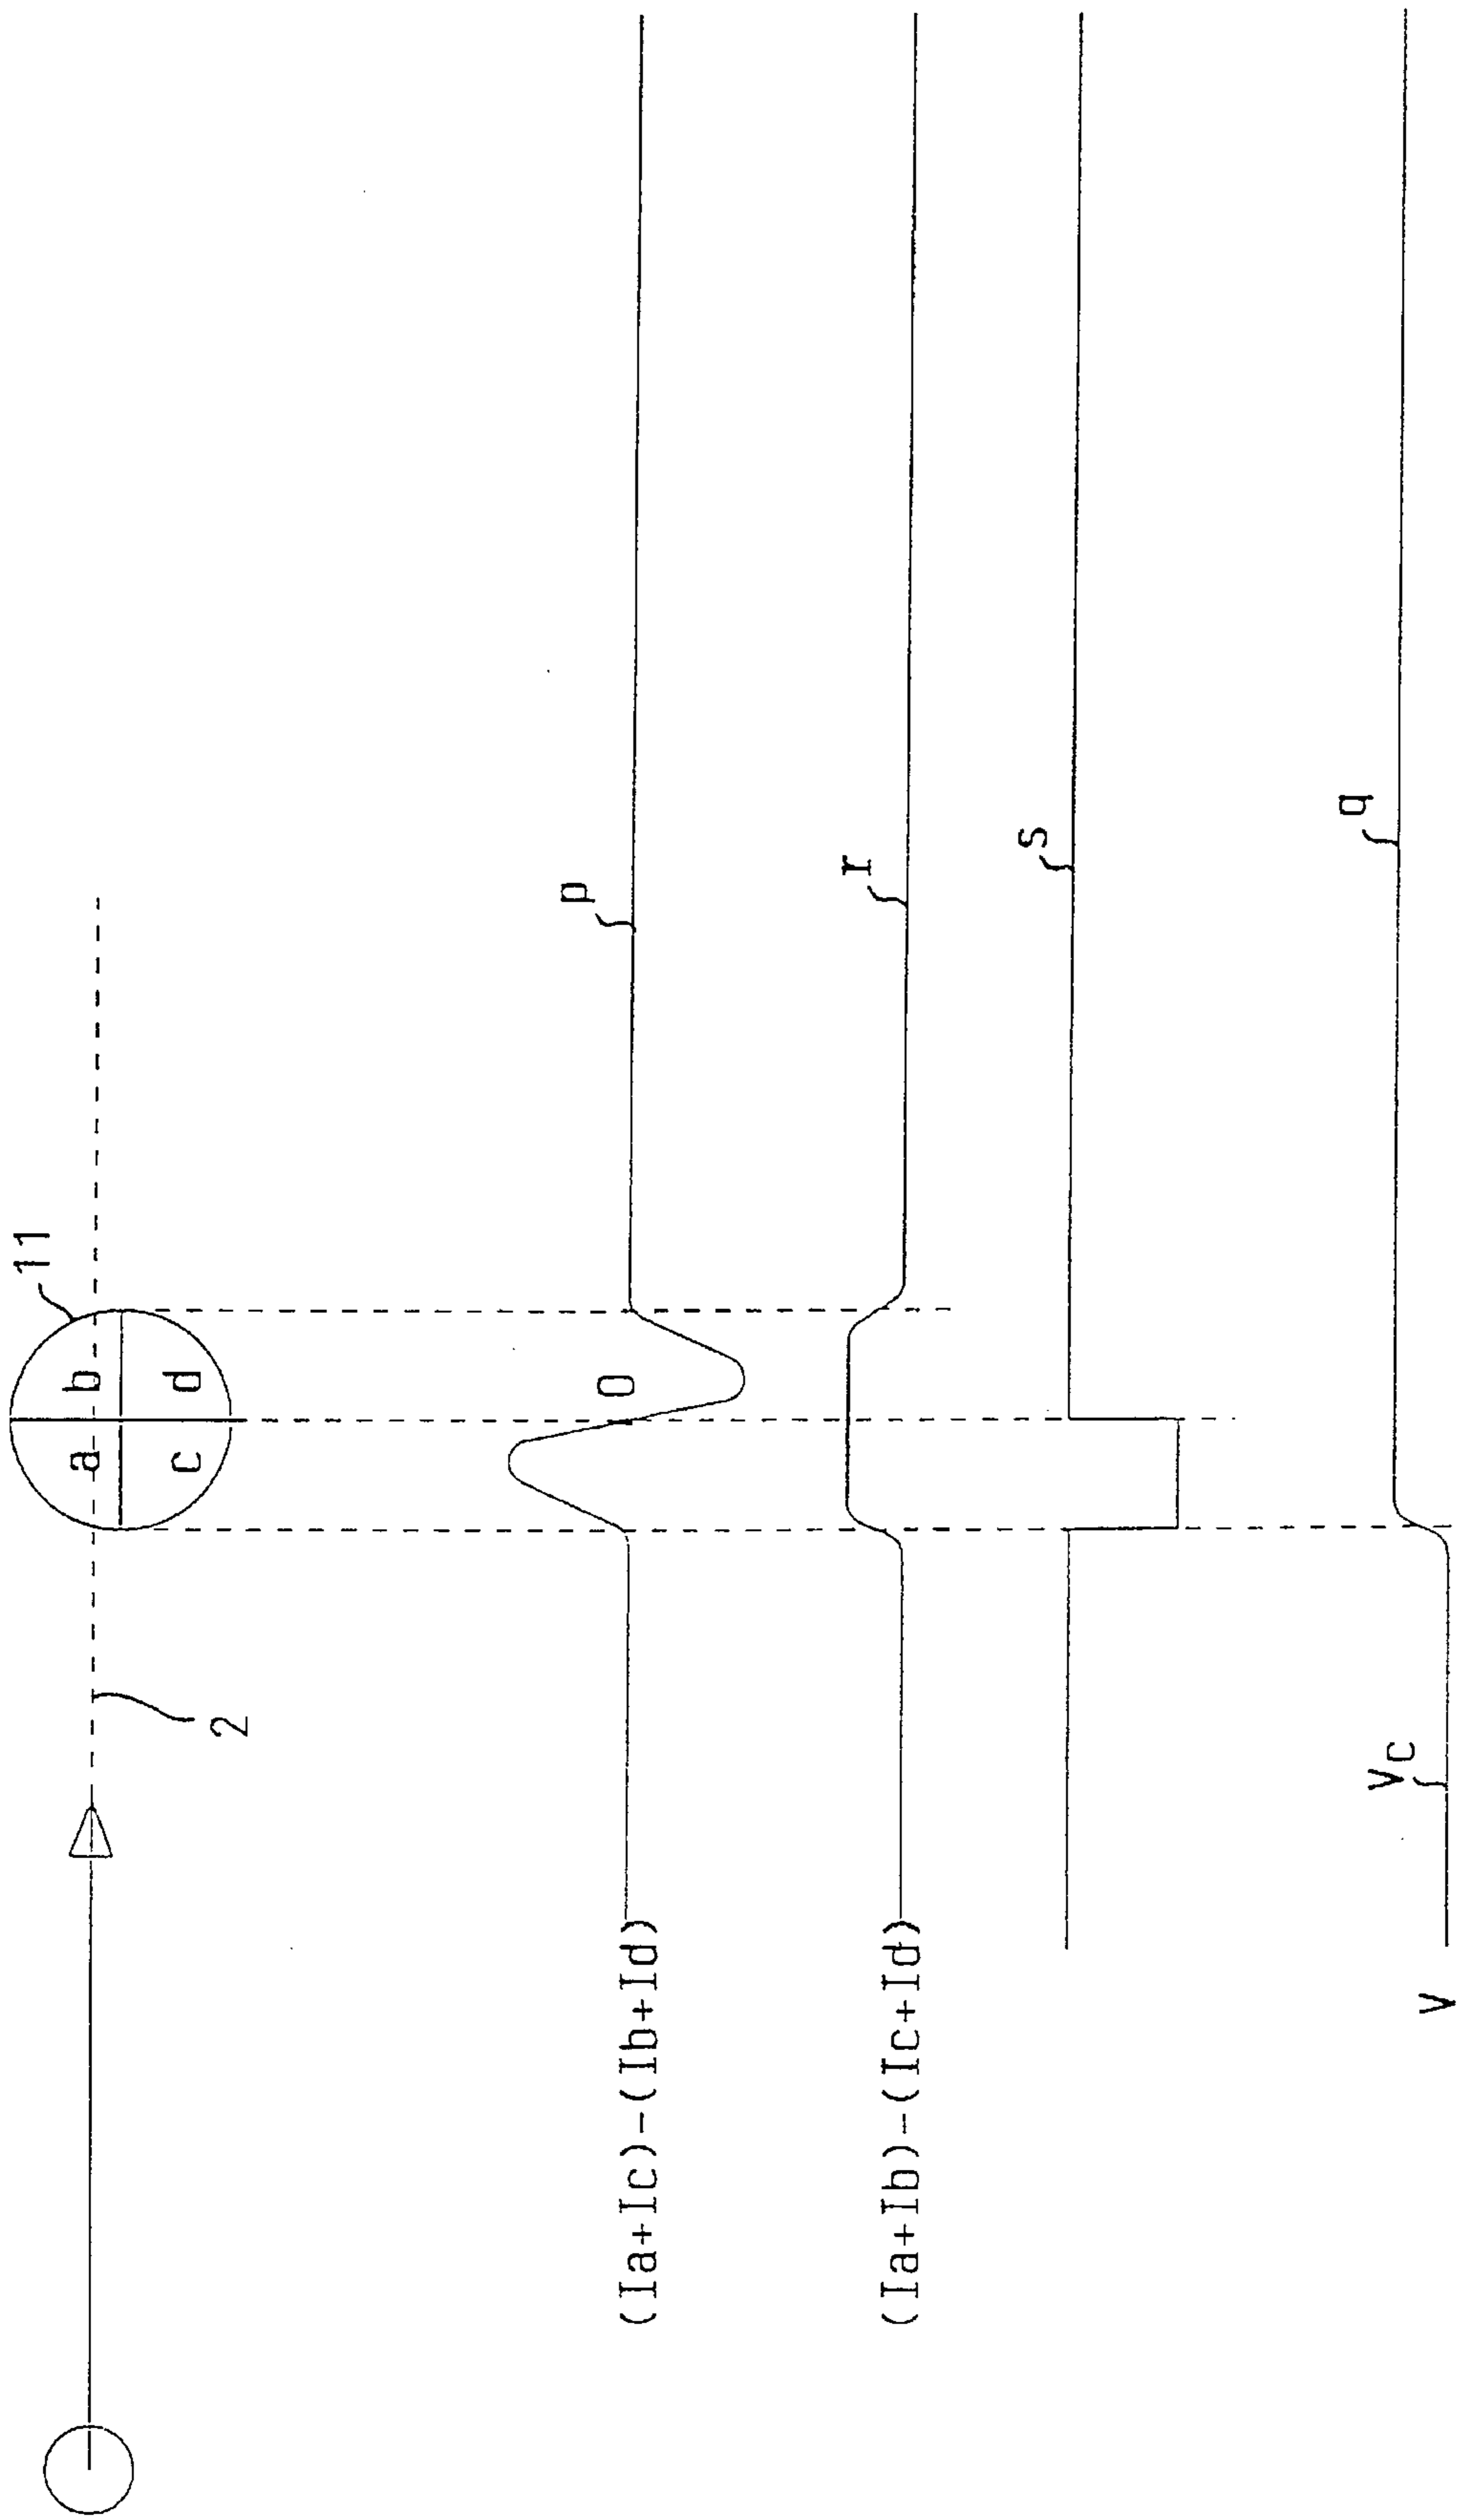 11
a b
c d
2
p
0
(Ia+Ic)-(Ib+Id)
r
(Ia+Ib)-(Ic+Id)
s
q
Vc
V